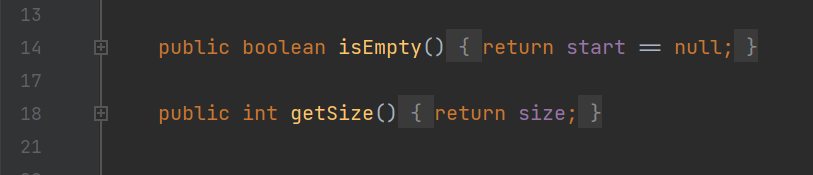 13
14 public boolean isEmpty() { return start == null; }
17
18 public int getSize() { return size; }
21